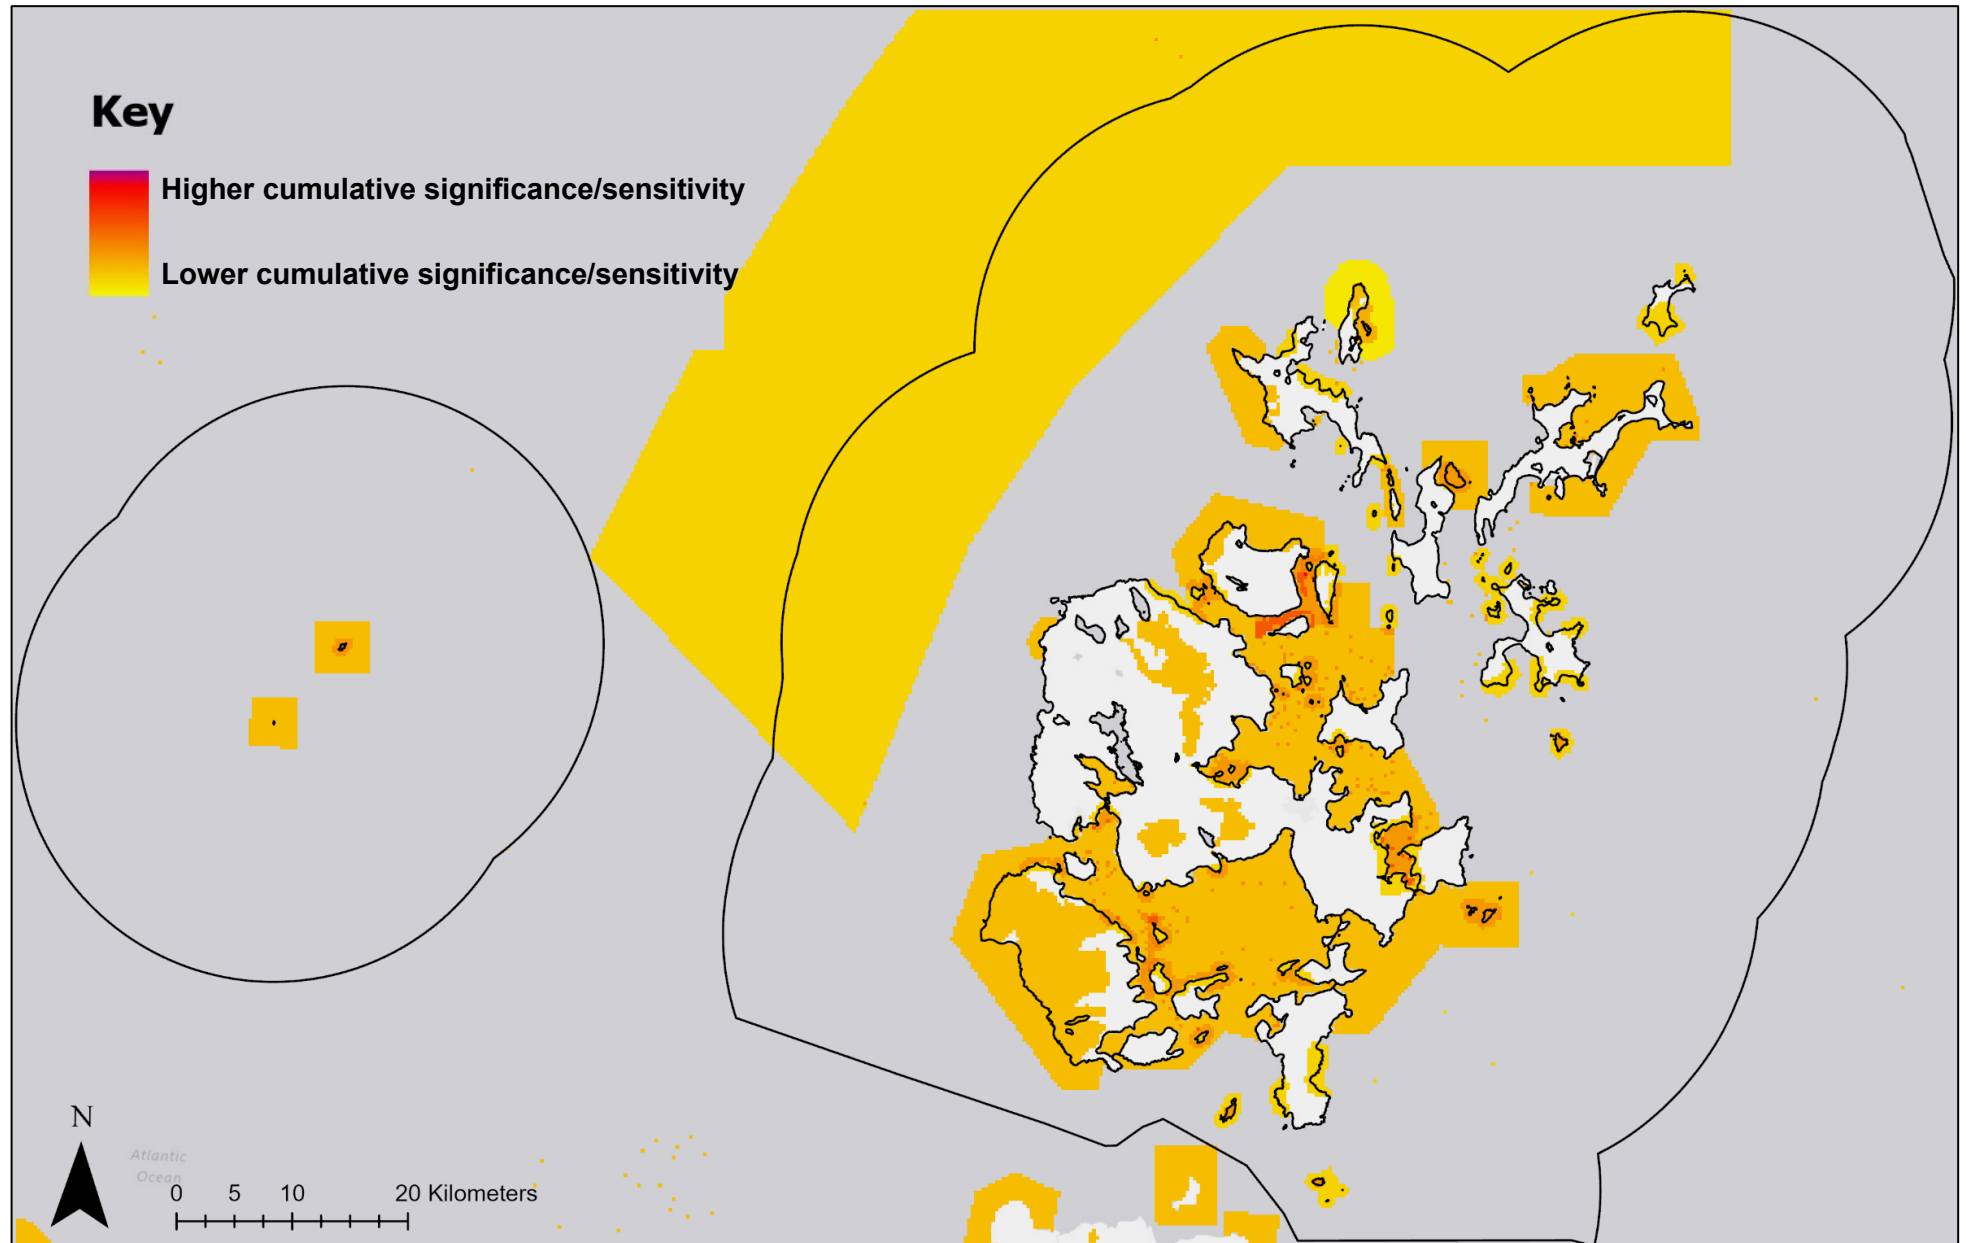 Key
Higher cumulative significance/sensitivity
Lower cumulative significance/sensitivity
N
Atlantic
Ocean
0 5 10 20 Kilometers